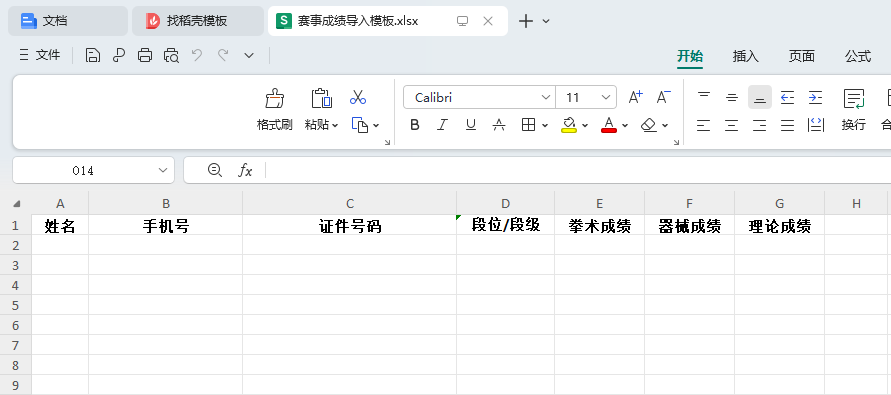 文档 找稻壳模板 S 赛事成绩导入模板.xlsx
文件 开始 插入 页面 公式
Calibri 11 A+ A-
格式刷 粘贴 B I U A A 换行 合
O14 fx
A B C D E F G H
1 姓名 手机号 证件号码 段位/段级 拳术成绩 器械成绩 理论成绩
2
3
4
5
6
7
8
9